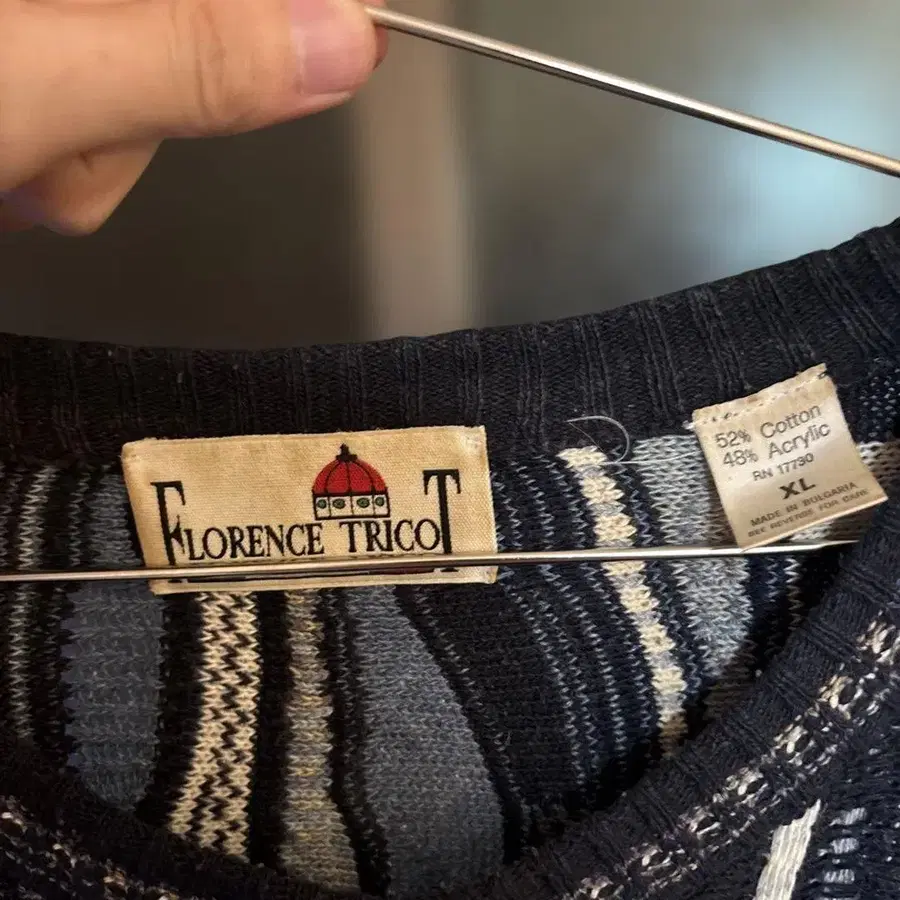 FLORENCE TRICOT
52% Cotton
48% Acrylic
RN 17730
XL
MADE IN BULGARIA
SEE REVERSE FOR CARE